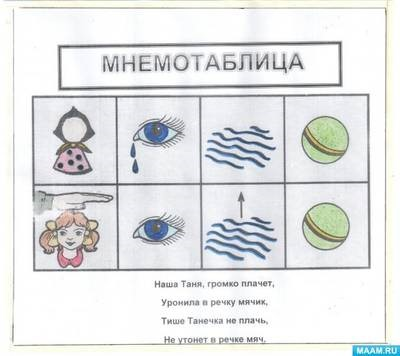 МНЕМОТАБЛИЦА
Наша Таня, громко плачет,
Уронила в речку мячик,
Тише Танечка не плачь,
Не утонет в речке мяч,
MAAM.RU